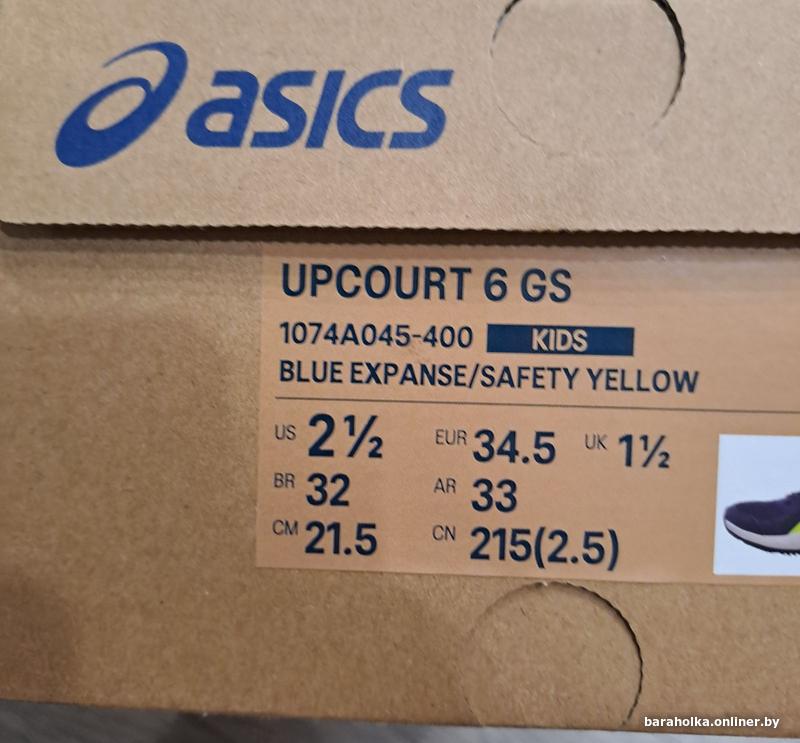 asics
UPCOURT 6 GS
1074A045-400 KIDS
BLUE EXPANSE/SAFETY YELLOW
US 2½ EUR 34.5 UK 1½
BR 32 AR 33
CM 21.5 CN 215(2.5)
baraholka.onliner.by